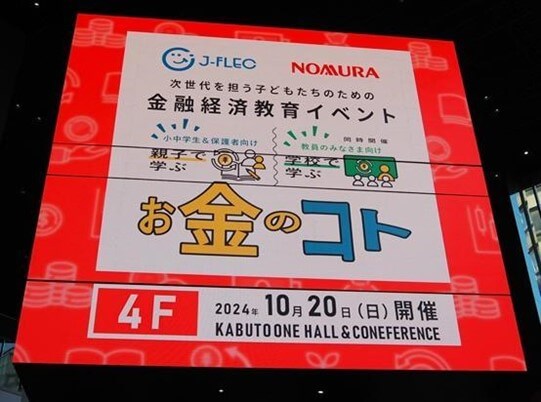 J-FLEC NOMURA
次世代を担う子どもたちのための
金融経済教育イベント
小中学生&保護者向け
親子で学ぶ
同時開催
教員のみなさま向け
学校で学ぶ
お金のコト
4F
2024年 10月20日(日)開催
KABUTO ONE HALL & CONEFERENCE